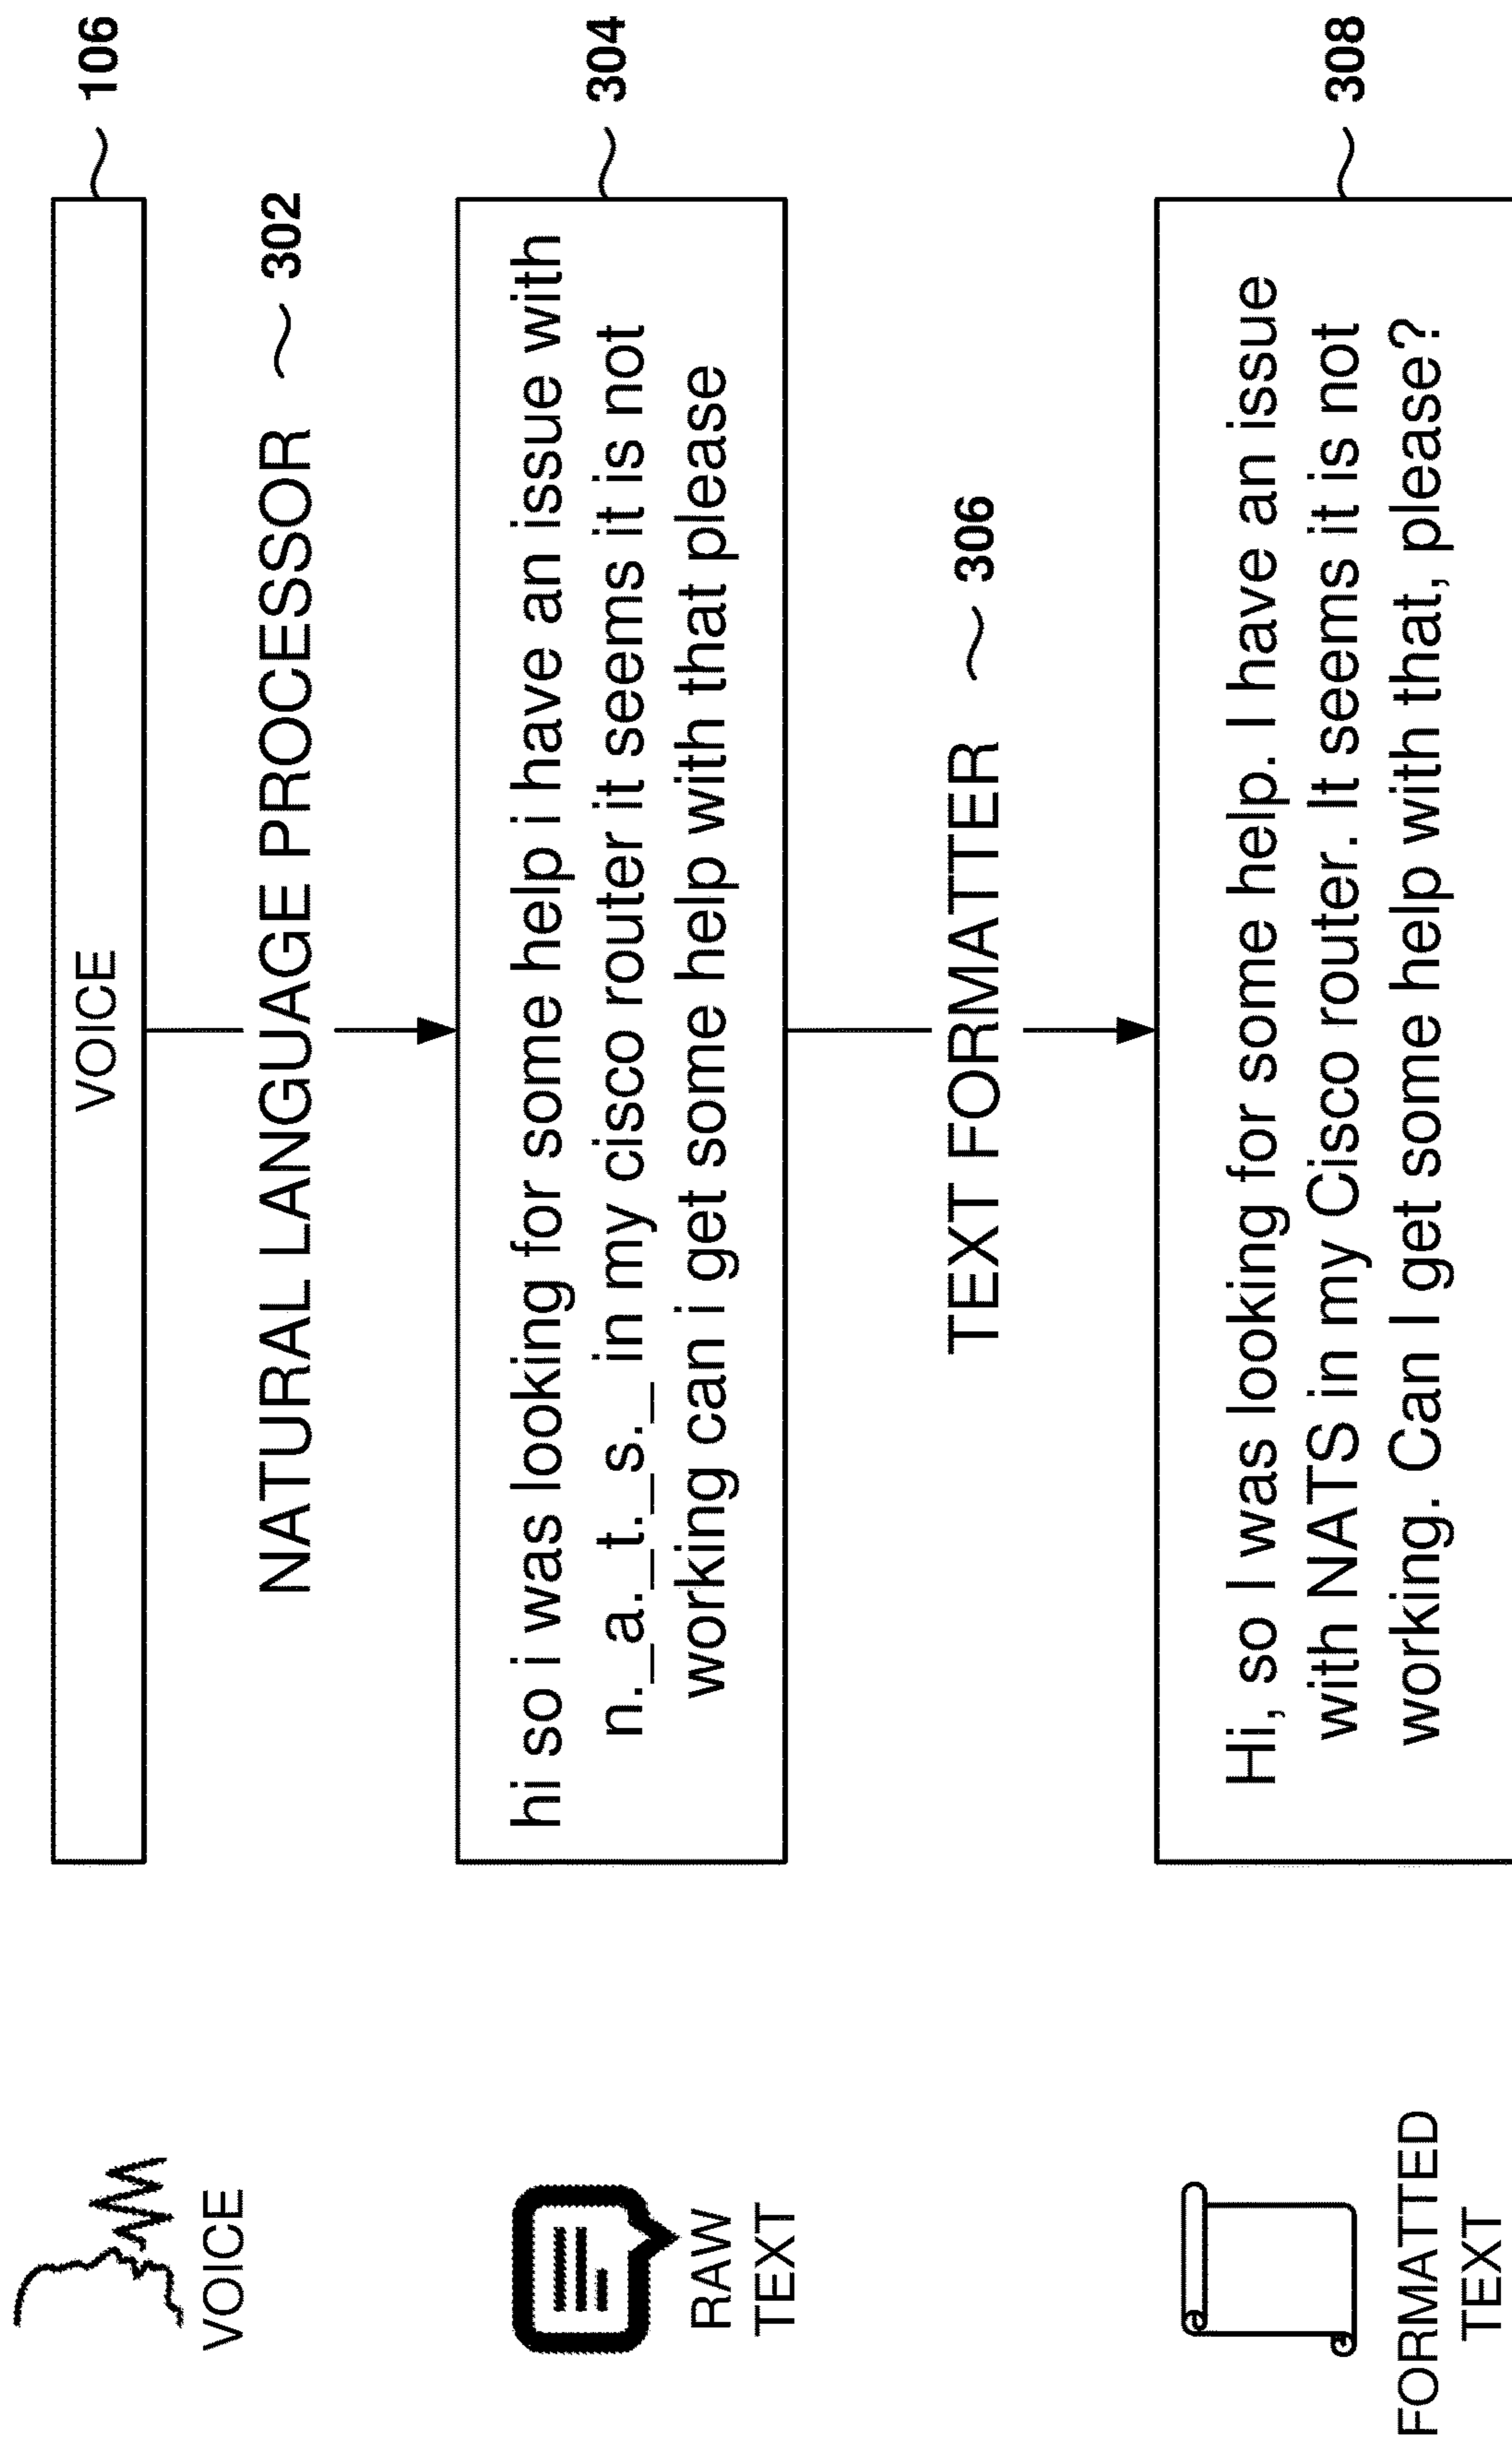 VOICE
VOICE
106
NATURAL LANGUAGE PROCESSOR 302
RAW
TEXT
hi so i was looking for some help i have an issue with
n._a._t._s._ in my cisco router it seems it is not
working can i get some help with that please
304
TEXT FORMATTER 306
FORMATTED
TEXT
Hi, so I was looking for some help. I have an issue
with NATS in my Cisco router. It seems it is not
working. Can I get some help with that, please?
308